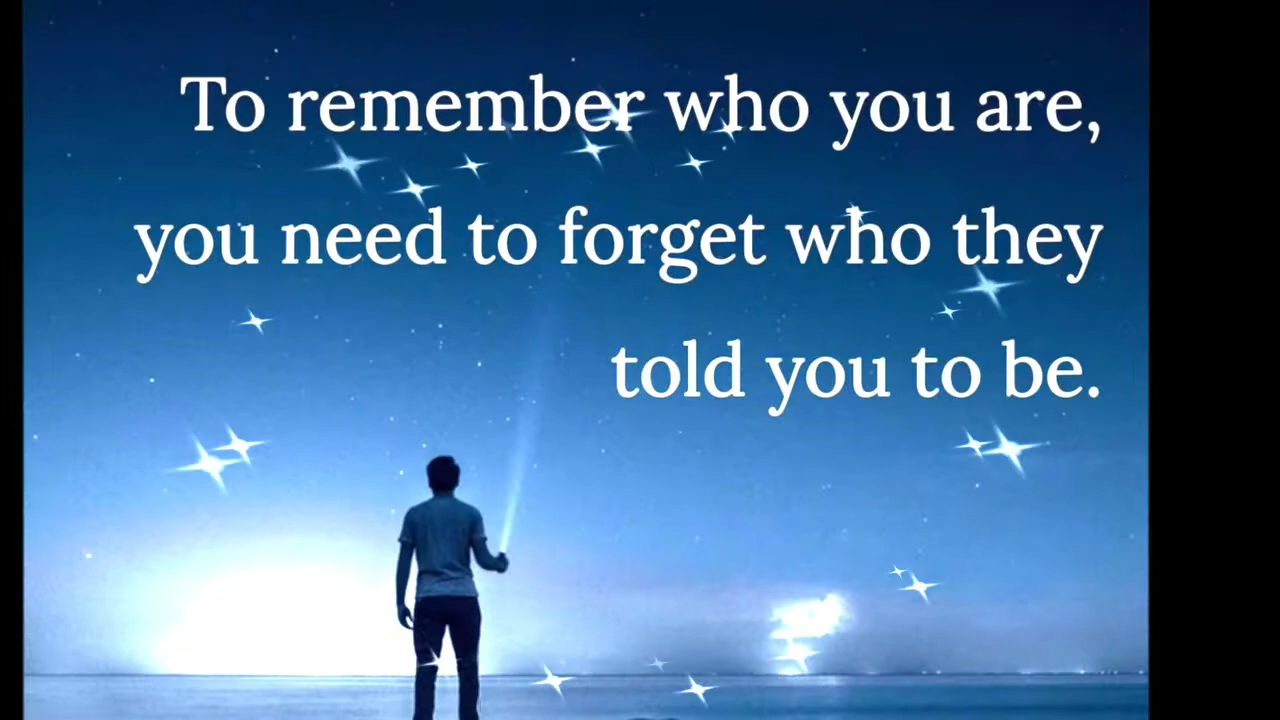 To remember who you are,
you need to forget who they
told you to be.